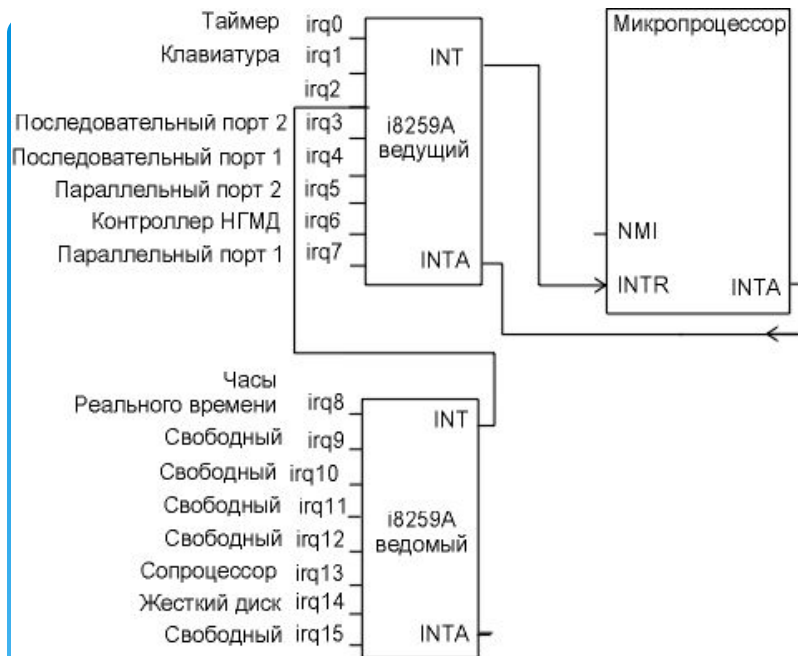 Таймер irq0
Микропроцессор
Клавиатура irq1
INT
irq2
Последовательный порт 2 irq3
i8259A
ведущий
Последовательный порт 1 irq4
Параллельный порт 2 irq5
Контроллер НГМД irq6
NMI
Параллельный порт 1 irq7
INTA
INTR INTA
Часы
Реального времени irq8
INT
Свободный irq9
Свободный irq10
Свободный irq11
i8259A
ведомый
Свободный irq12
Сопроцессор irq13
Жесткий диск irq14
Свободный irq15
INTA